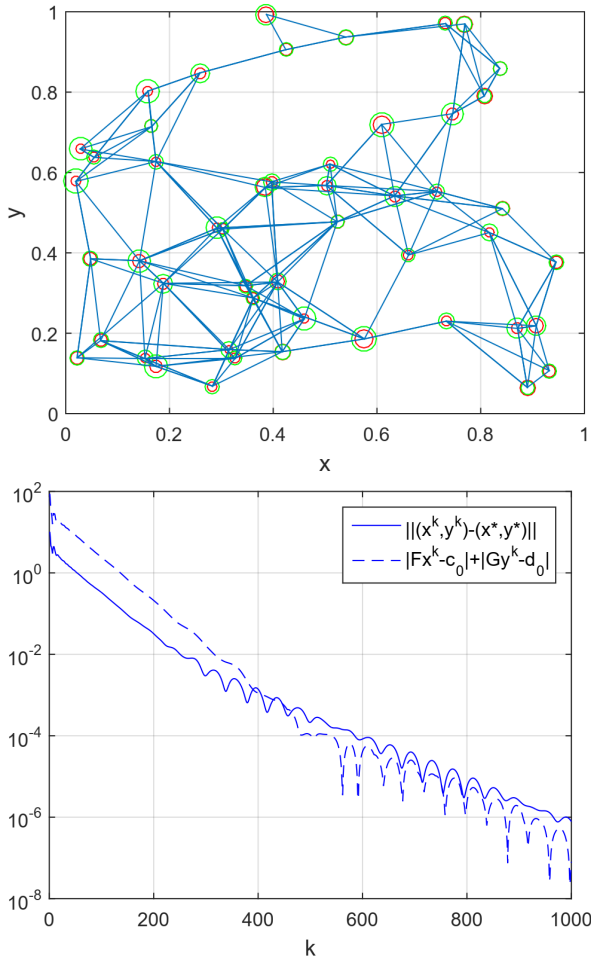 1
0.8
0.6
y
0.4
0.2
0
0 0.2 0.4 0.6 0.8 1
x
10^2
||(x^k,y^k)-(x*,y*)||
|Fx^k-c_0|+|Gy^k-d_0|
10^0
10^-2
10^-4
10^-6
10^-8
0 200 400 600 800 1000
k